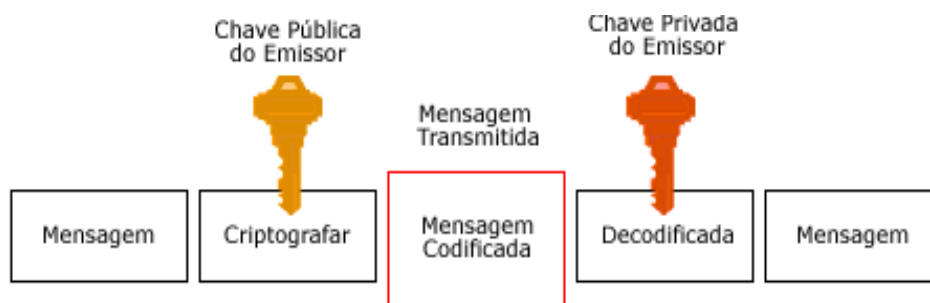 Chave Pública
do Emissor
Chave Privada
do Emissor
Mensagem
Transmitida
Mensagem
Criptografar
Mensagem
Codificada
Decodificada
Mensagem